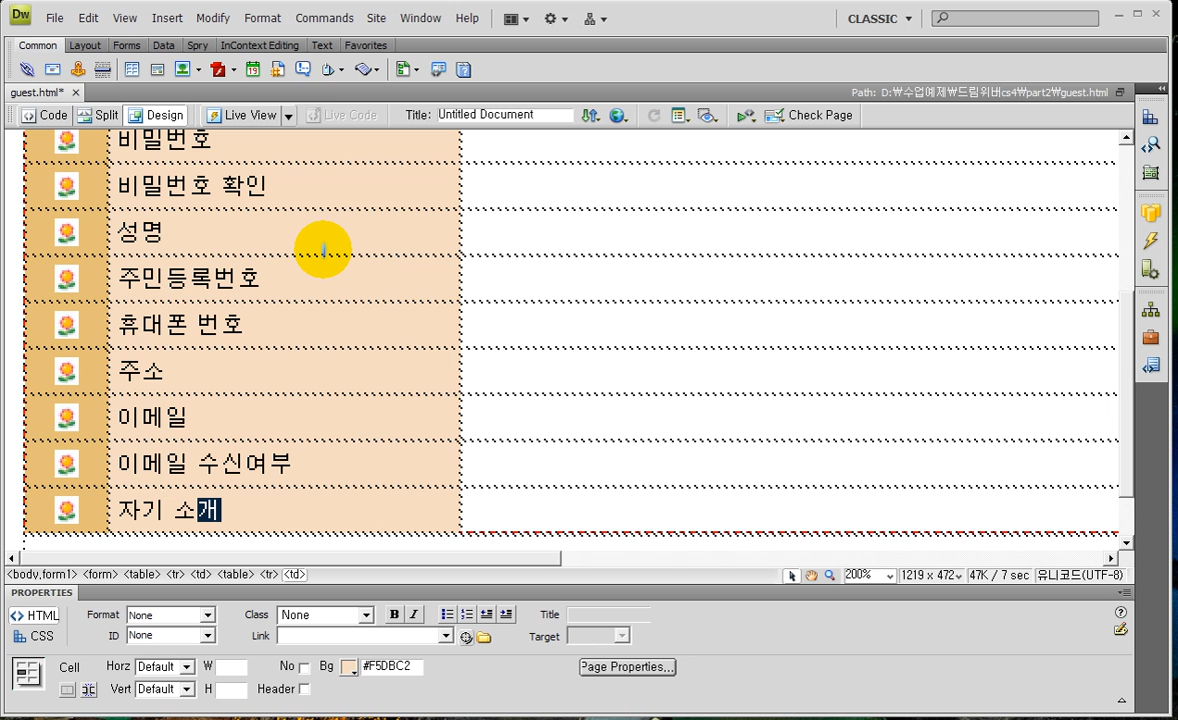 Dw File Edit View Insert Modify Format Commands Site Window Help CLASSIC
Common Layout Forms Data Spry InContext Editing Text Favorites
guest.html* Path: D:₩수업예제₩드림위버cs4₩part2₩guest.html
Code Split Design Live View Live Code Title: Untitled Document Check Page
비밀번호
비밀번호 확인
성명
주민등록번호
휴대폰 번호
주소
이메일
이메일 수신여부
자기 소개
<body,form1> <form> <table> <tr> <td> <table> <tr> <td> 200% 1219 x 472 47K / 7 sec 유니코드(UTF-8)
PROPERTIES
HTML Format None Class None B I Title
CSS ID None Link Target
Cell Horz Default W No Bg #F5DBC2 Page Properties...
Vert Default H Header